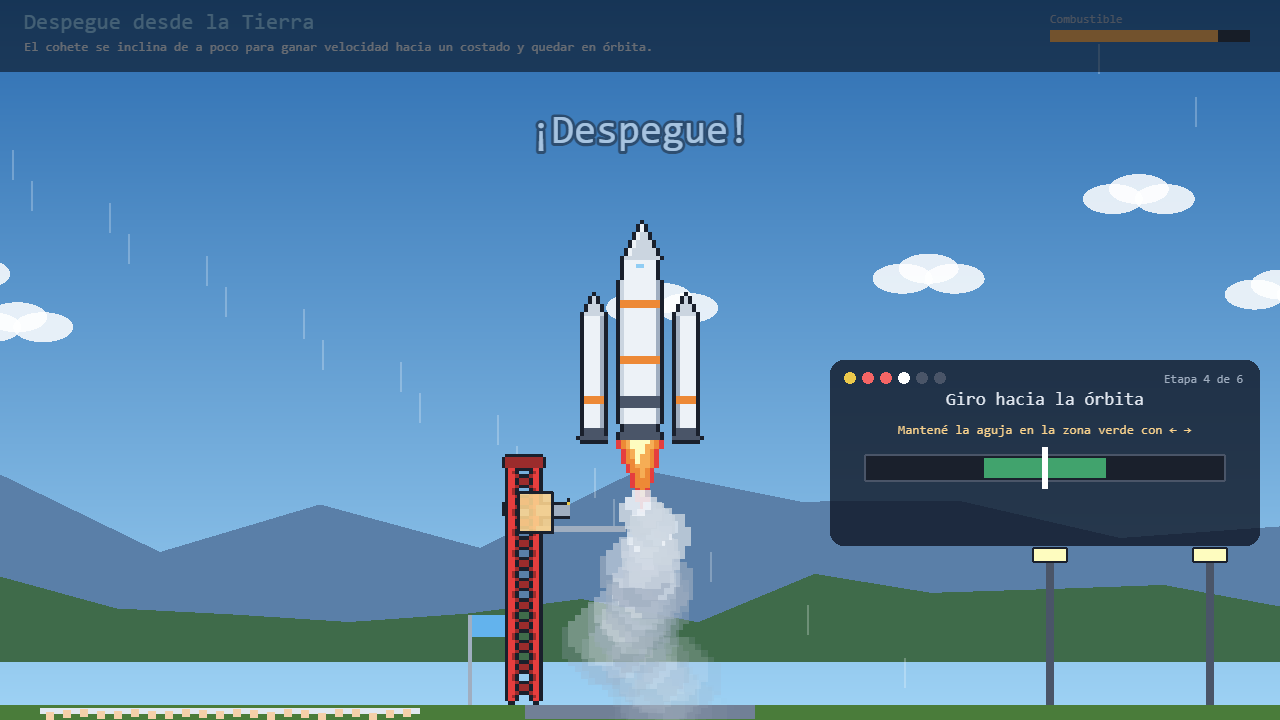 Despegue desde la Tierra
El cohete se inclina de a poco para ganar velocidad hacia un costado y quedar en órbita.
Combustible
¡Despegue!
Etapa 4 de 6
Giro hacia la órbita
Mantené la aguja en la zona verde con ← →